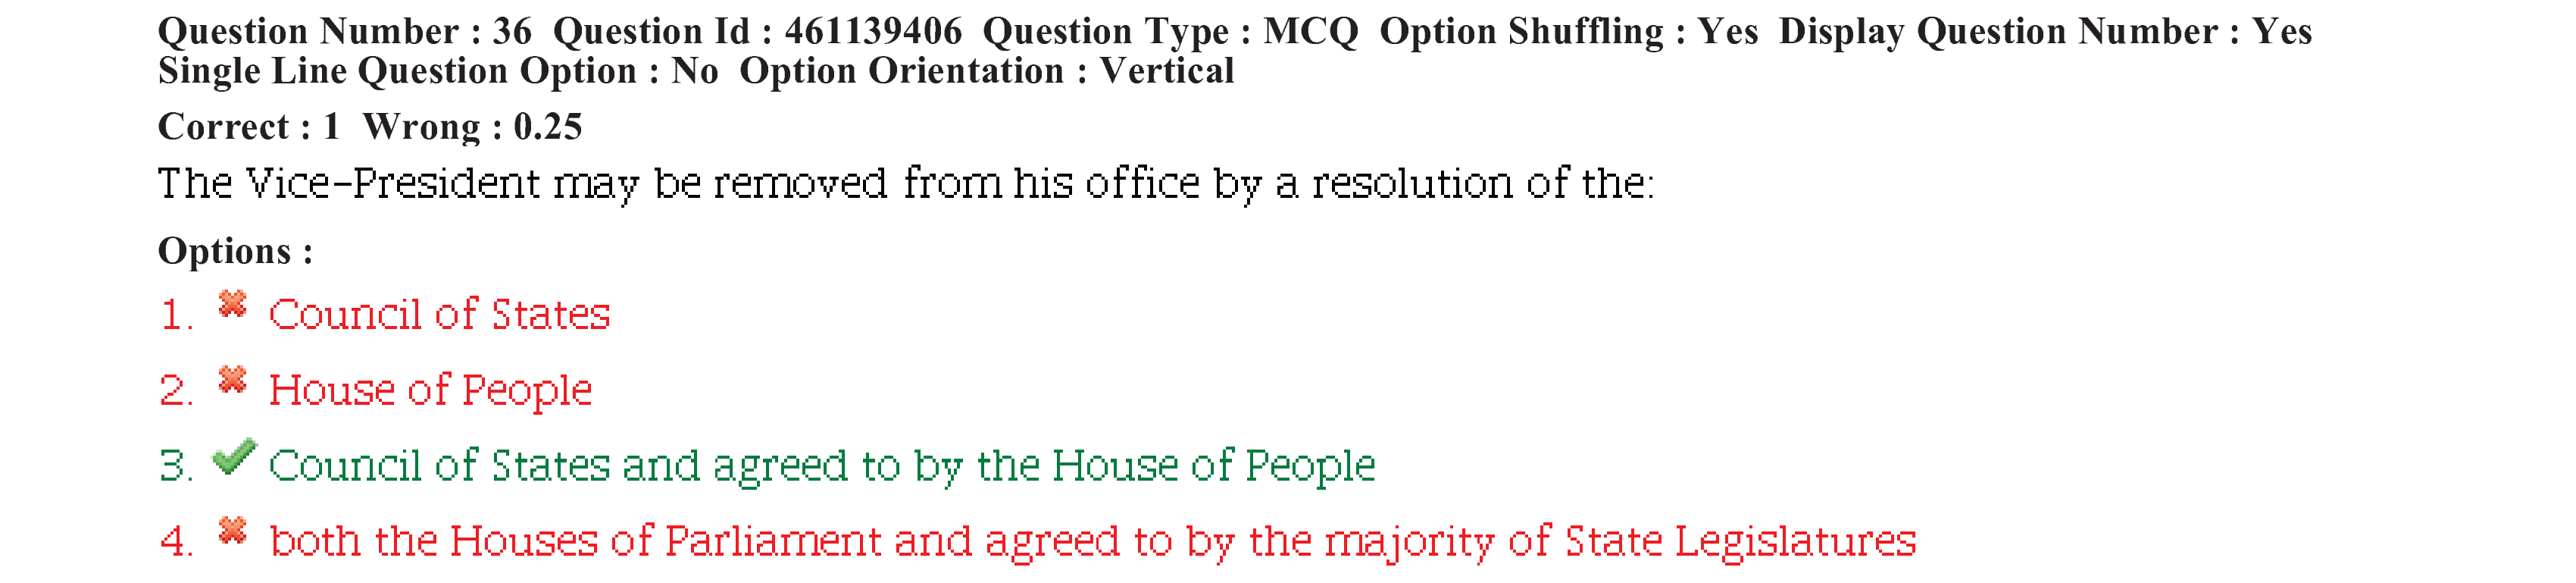 Question Number : 36 Question Id : 461139406 Question Type : MCQ Option Shuffling : Yes Display Question Number : Yes
Single Line Question Option : No Option Orientation : Vertical
Correct : 1 Wrong : 0.25
The Vice-President may be removed from his office by a resolution of the:
Options :
1. Council of States
2. House of People
3. Council of States and agreed to by the House of People
4. both the Houses of Parliament and agreed to by the majority of State Legislatures